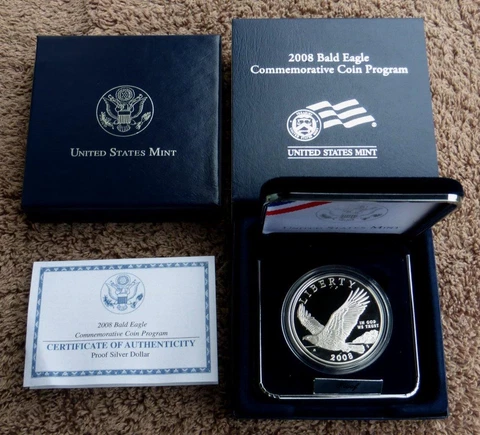 UNITED STATES MINT
2008 Bald Eagle
Commemorative Coin Program
UNITED STATES MINT
2008 Bald Eagle
Commemorative Coin Program
CERTIFICATE OF AUTHENTICITY
Proof Silver Dollar
LIBERTY
IN GOD
WE TRUST
2008